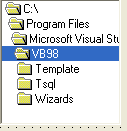 C:\
Program Files
Microsoft Visual Stu
VB98
Template
Tsql
Wizards